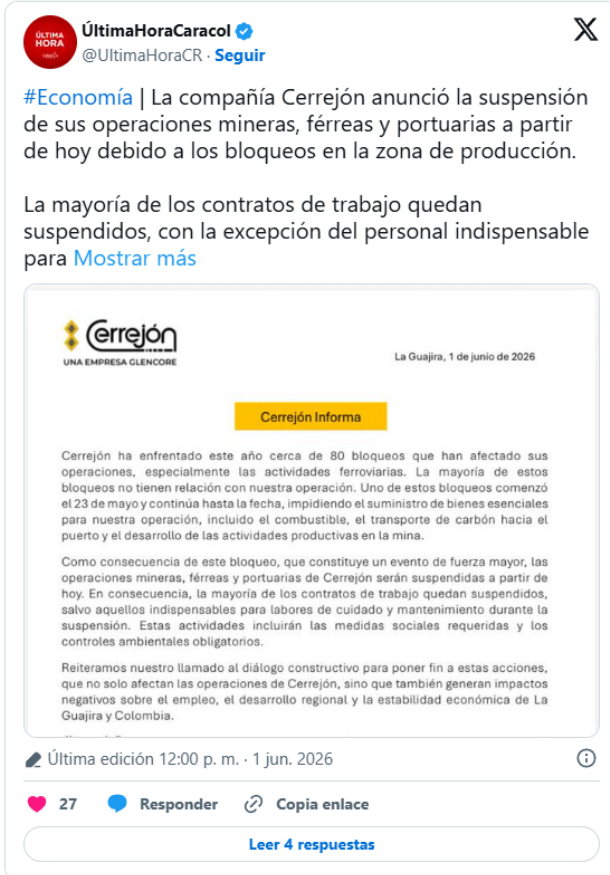 ÚLTIMA
HORA
ÚltimaHoraCaracol
@UltimaHoraCR · Seguir
#Economía | La compañía Cerrejón anunció la suspensión
de sus operaciones mineras, férreas y portuarias a partir
de hoy debido a los bloqueos en la zona de producción.
La mayoría de los contratos de trabajo quedan
suspendidos, con la excepción del personal indispensable
para Mostrar más
Cerrejón
UNA EMPRESA GLENCORE
La Guajira, 1 de junio de 2026
Cerrejón Informa
Cerrejón ha enfrentado este año cerca de 80 bloqueos que han afectado sus
operaciones, especialmente las actividades ferroviarias. La mayoría de estos
bloqueos no tienen relación con nuestra operación. Uno de estos bloqueos comenzó
el 23 de mayo y continúa hasta la fecha, impidiendo el suministro de bienes esenciales
para nuestra operación, incluido el combustible, el transporte de carbón hacia el
puerto y el desarrollo de las actividades productivas en la mina.
Como consecuencia de este bloqueo, que constituye un evento de fuerza mayor, las
operaciones mineras, férreas y portuarias de Cerrejón serán suspendidas a partir de
hoy. En consecuencia, la mayoría de los contratos de trabajo quedan suspendidos,
salvo aquellos indispensables para labores de cuidado y mantenimiento durante la
suspensión. Estas actividades incluirán las medidas sociales requeridas y los
controles ambientales obligatorios.
Reiteramos nuestro llamado al diálogo constructivo para poner fin a estas acciones,
que no solo afectan las operaciones de Cerrejón, sino que también generan impactos
negativos sobre el empleo, el desarrollo regional y la estabilidad económica de La
Guajira y Colombia.
Última edición 12:00 p. m. · 1 jun. 2026
27 Responder Copia enlace
Leer 4 respuestas